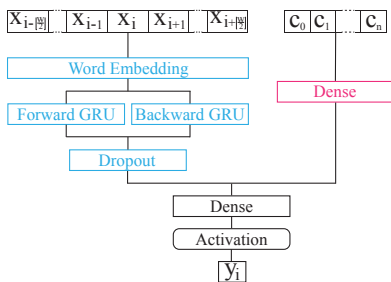 x_{i-⌊w/2⌋} ... x_{i-1} x_i x_{i+1} ... x_{i+⌊w/2⌋} c_0 c_1 ... c_n
Word Embedding
Dense
Forward GRU Backward GRU
Dropout
Dense
Activation
y_i